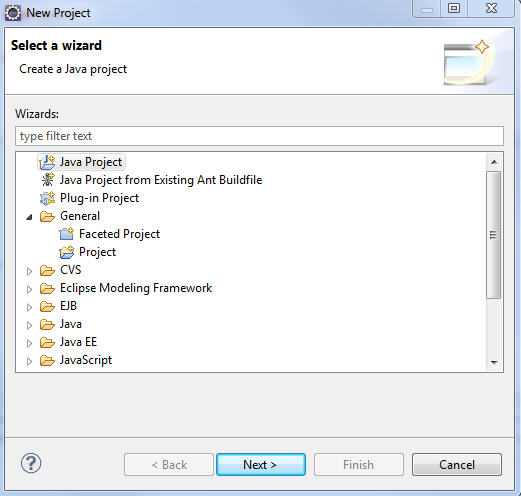 New Project
Select a wizard
Create a Java project
Wizards:
type filter text
Java Project
Java Project from Existing Ant Buildfile
Plug-in Project
General
Faceted Project
Project
CVS
Eclipse Modeling Framework
EJB
Java
Java EE
JavaScript
?
< Back
Next >
Finish
Cancel